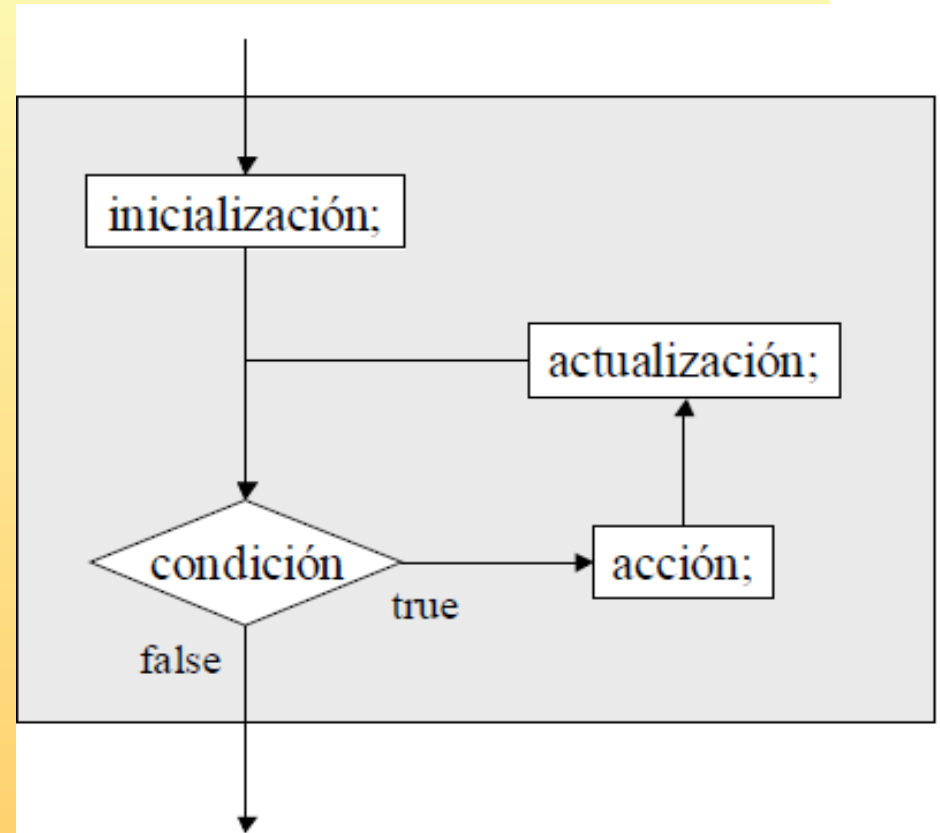 inicialización;
actualización;
condición
acción;
true
false